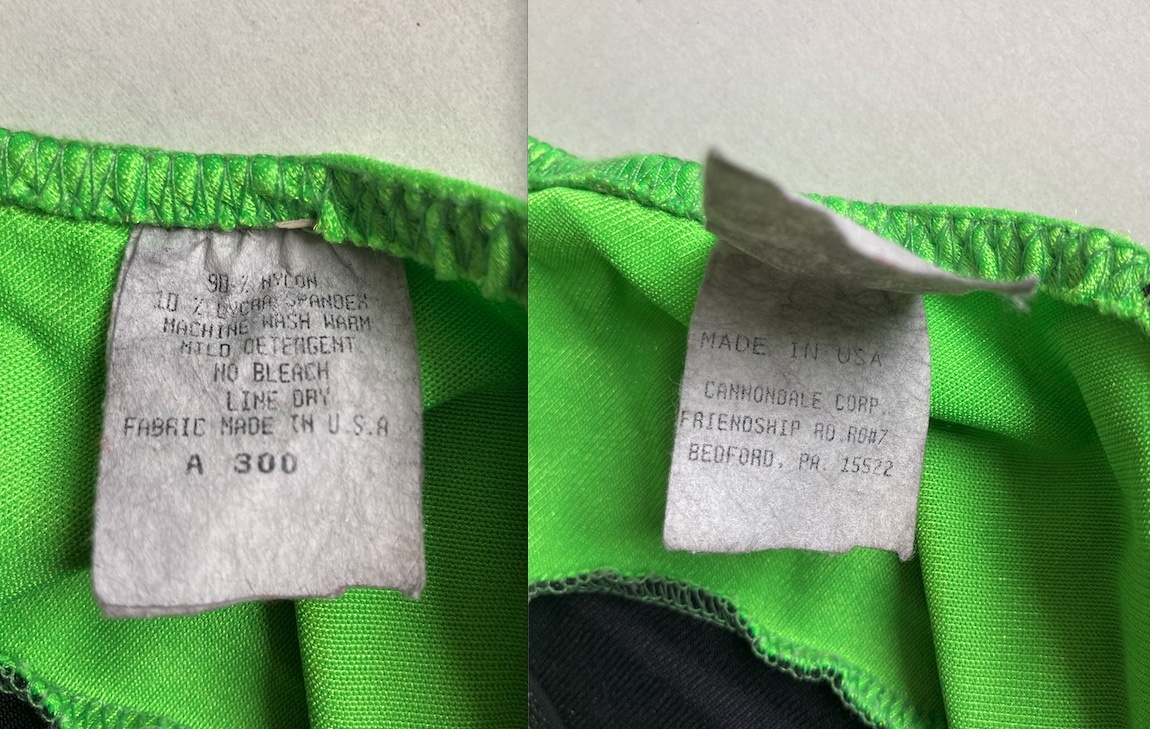 90 % NYLON
10 % LYCRA SPANDEX
MACHINE WASH WARM
MILD DETERGENT
NO BLEACH
LINE DRY
FABRIC MADE IN U.S.A
A 300
MADE IN USA
CANNONDALE CORP.
FRIENDSHIP RD.RD#7
BEDFORD, PA. 15522